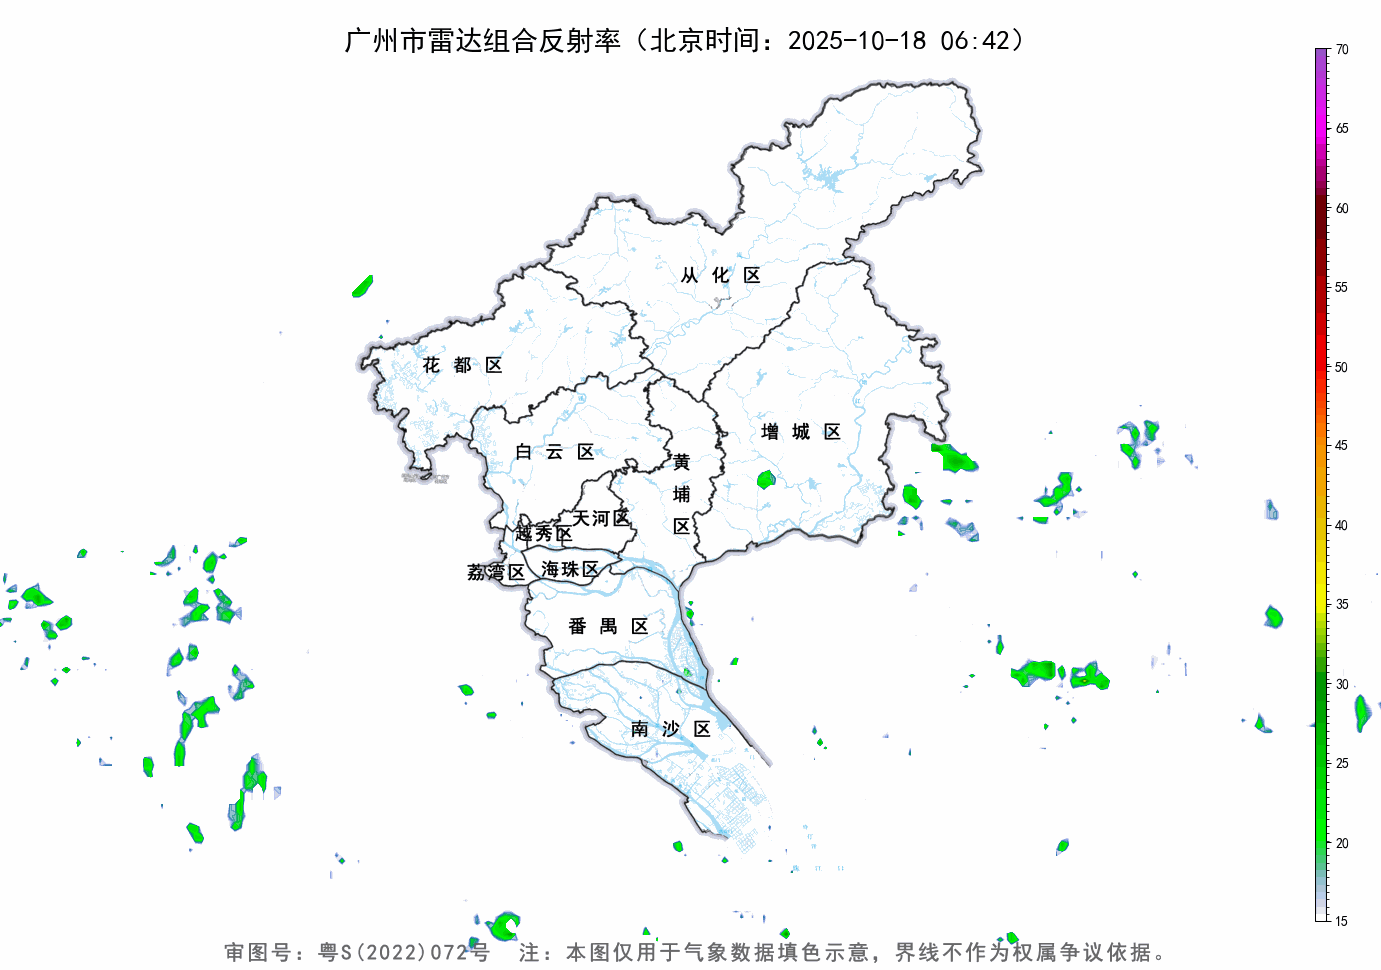 广州市雷达组合反射率（北京时间：2025-10-18 06:42）
70
65
60
55
50
45
40
35
30
25
20
15
从化区
花都区
增城区
白云区
黄埔区
天河区
越秀区
荔湾区
海珠区
番禺区
南沙区
审图号：粤S(2022)072号 注：本图仅用于气象数据填色示意，界线不作为权属争议依据。